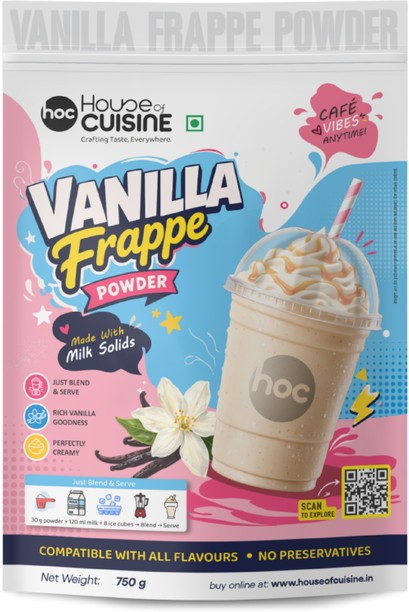 VANILLA FRAPPE POWDER
hoc House of
CUISINE
Crafting Taste, Everywhere.
CAFÉ
VIBES
ANYTIME!
VANILLA
Frappe
POWDER
Made With
Milk Solids
hoc
JUST BLEND
& SERVE
RICH VANILLA
GOODNESS
PERFECTLY
CREAMY
Just Blend & Serve
30 g powder + 120 ml milk + 8 ice cubes → Blend → Serve
SCAN
TO EXPLORE
COMPATIBLE WITH ALL FLAVOURS • NO PRESERVATIVES
Net Weight: 750 g
buy online at: www.houseofcuisine.in